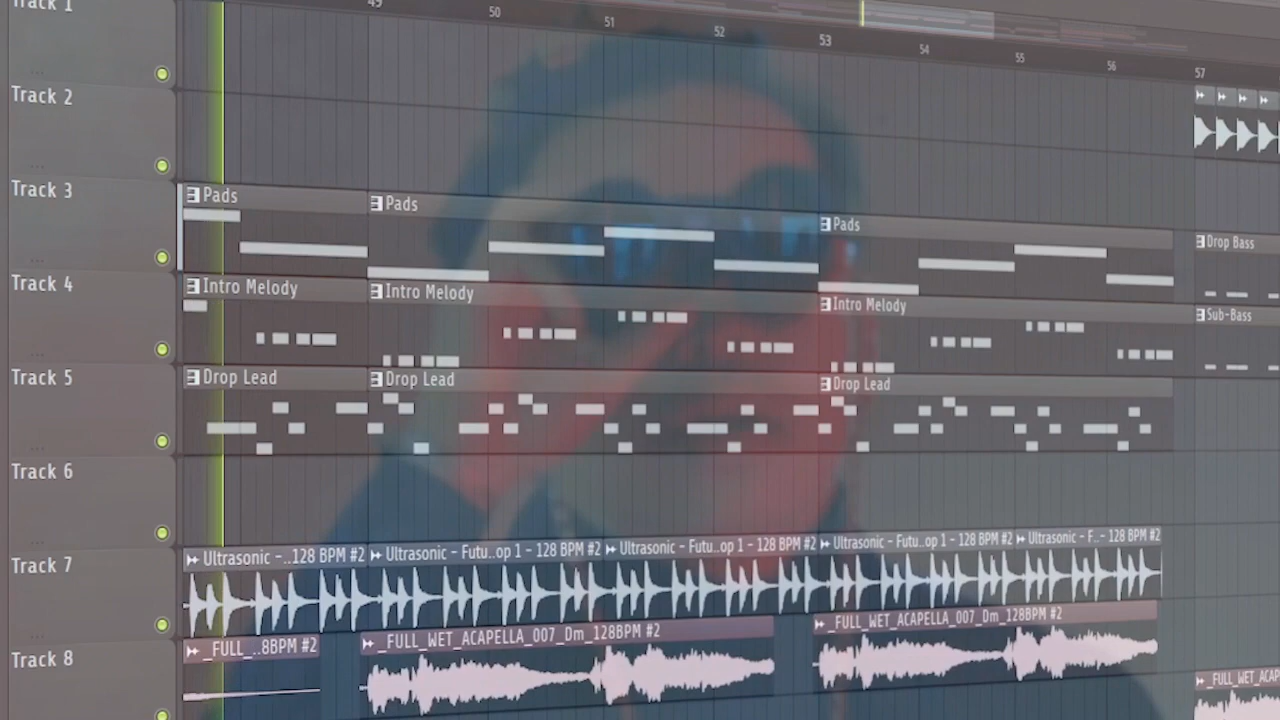 Track 1
49 50 51 52 53 54 55 56 57
Track 2
Track 3
Pads Pads Pads
Drop Bass
Track 4
Intro Melody Intro Melody Intro Melody
Sub-Bass
Track 5
Drop Lead Drop Lead Drop Lead
Track 6
Track 7
Ultrasonic -..128 BPM #2 Ultrasonic - Futu..op 1 - 128 BPM #2 Ultrasonic - Futu..op 1 - 128 BPM #2 Ultrasonic - Futu..op 1 - 128 BPM #2 Ultrasonic - F..- 128 BPM #2
Track 8
_FULL_..8BPM #2 _FULL_WET_ACAPELLA_007_Dm_128BPM #2 _FULL_WET_ACAPELLA_007_Dm_128BPM #2
_FULL_WET_ACAP